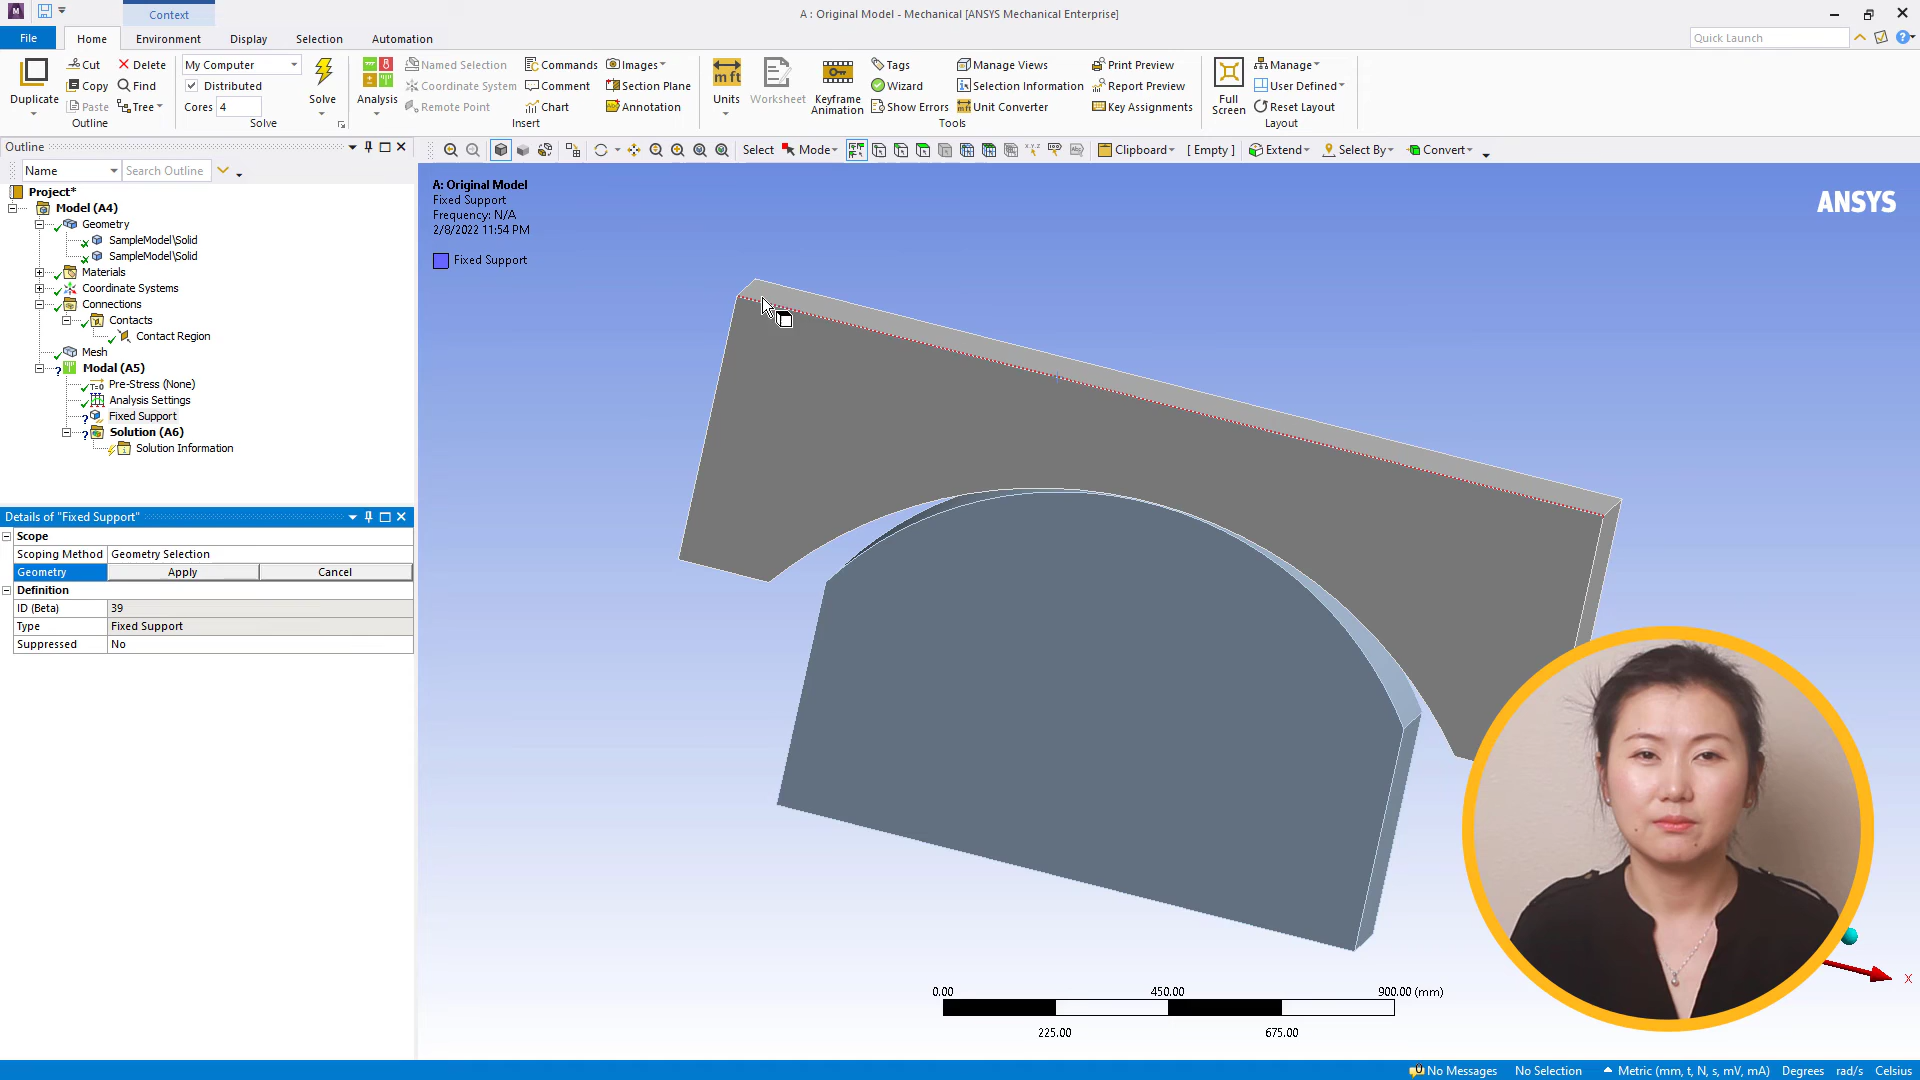 Context
A : Original Model - Mechanical [ANSYS Mechanical Enterprise]
File Home Environment Display Selection Automation
Quick Launch
Duplicate
Cut
Delete
Copy
Find
Paste
Tree
Outline
My Computer
Distributed
Cores 4
Solve
Solve
Analysis
Named Selection
Coordinate System
Remote Point
Commands
Comment
Chart
Images
Section Plane
Annotation
Insert
Units
Worksheet
Keyframe
Animation
Tags
Wizard
Show Errors
Manage Views
Selection Information
Unit Converter
Print Preview
Report Preview
Key Assignments
Tools
Full
Screen
Manage
User Defined
Reset Layout
Layout
Outline
Select Mode Clipboard [ Empty ] Extend Select By Convert
Name Search Outline
Project*
Model (A4)
Geometry
SampleModel\Solid
SampleModel\Solid
Materials
Coordinate Systems
Connections
Contacts
Contact Region
Mesh
Modal (A5)
Pre-Stress (None)
Analysis Settings
Fixed Support
Solution (A6)
Solution Information
Details of "Fixed Support"
Scope
Scoping Method Geometry Selection
Geometry Apply Cancel
Definition
ID (Beta) 39
Type Fixed Support
Suppressed No
A: Original Model
Fixed Support
Frequency: N/A
2/8/2022 11:54 PM
Fixed Support
ANSYS
0.00 450.00 900.00 (mm)
225.00 675.00
X
No Messages No Selection Metric (mm, t, N, s, mV, mA) Degrees rad/s Celsius